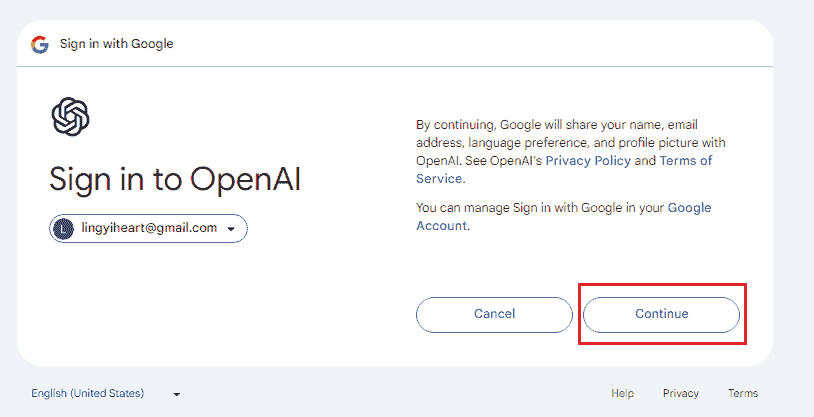 Sign in with Google
Sign in to OpenAI
L
lingyiheart@gmail.com
By continuing, Google will share your name, email
address, language preference, and profile picture with
OpenAI. See OpenAI's Privacy Policy and Terms of
Service.
You can manage Sign in with Google in your Google
Account.
Cancel
Continue
English (United States)
Help
Privacy
Terms